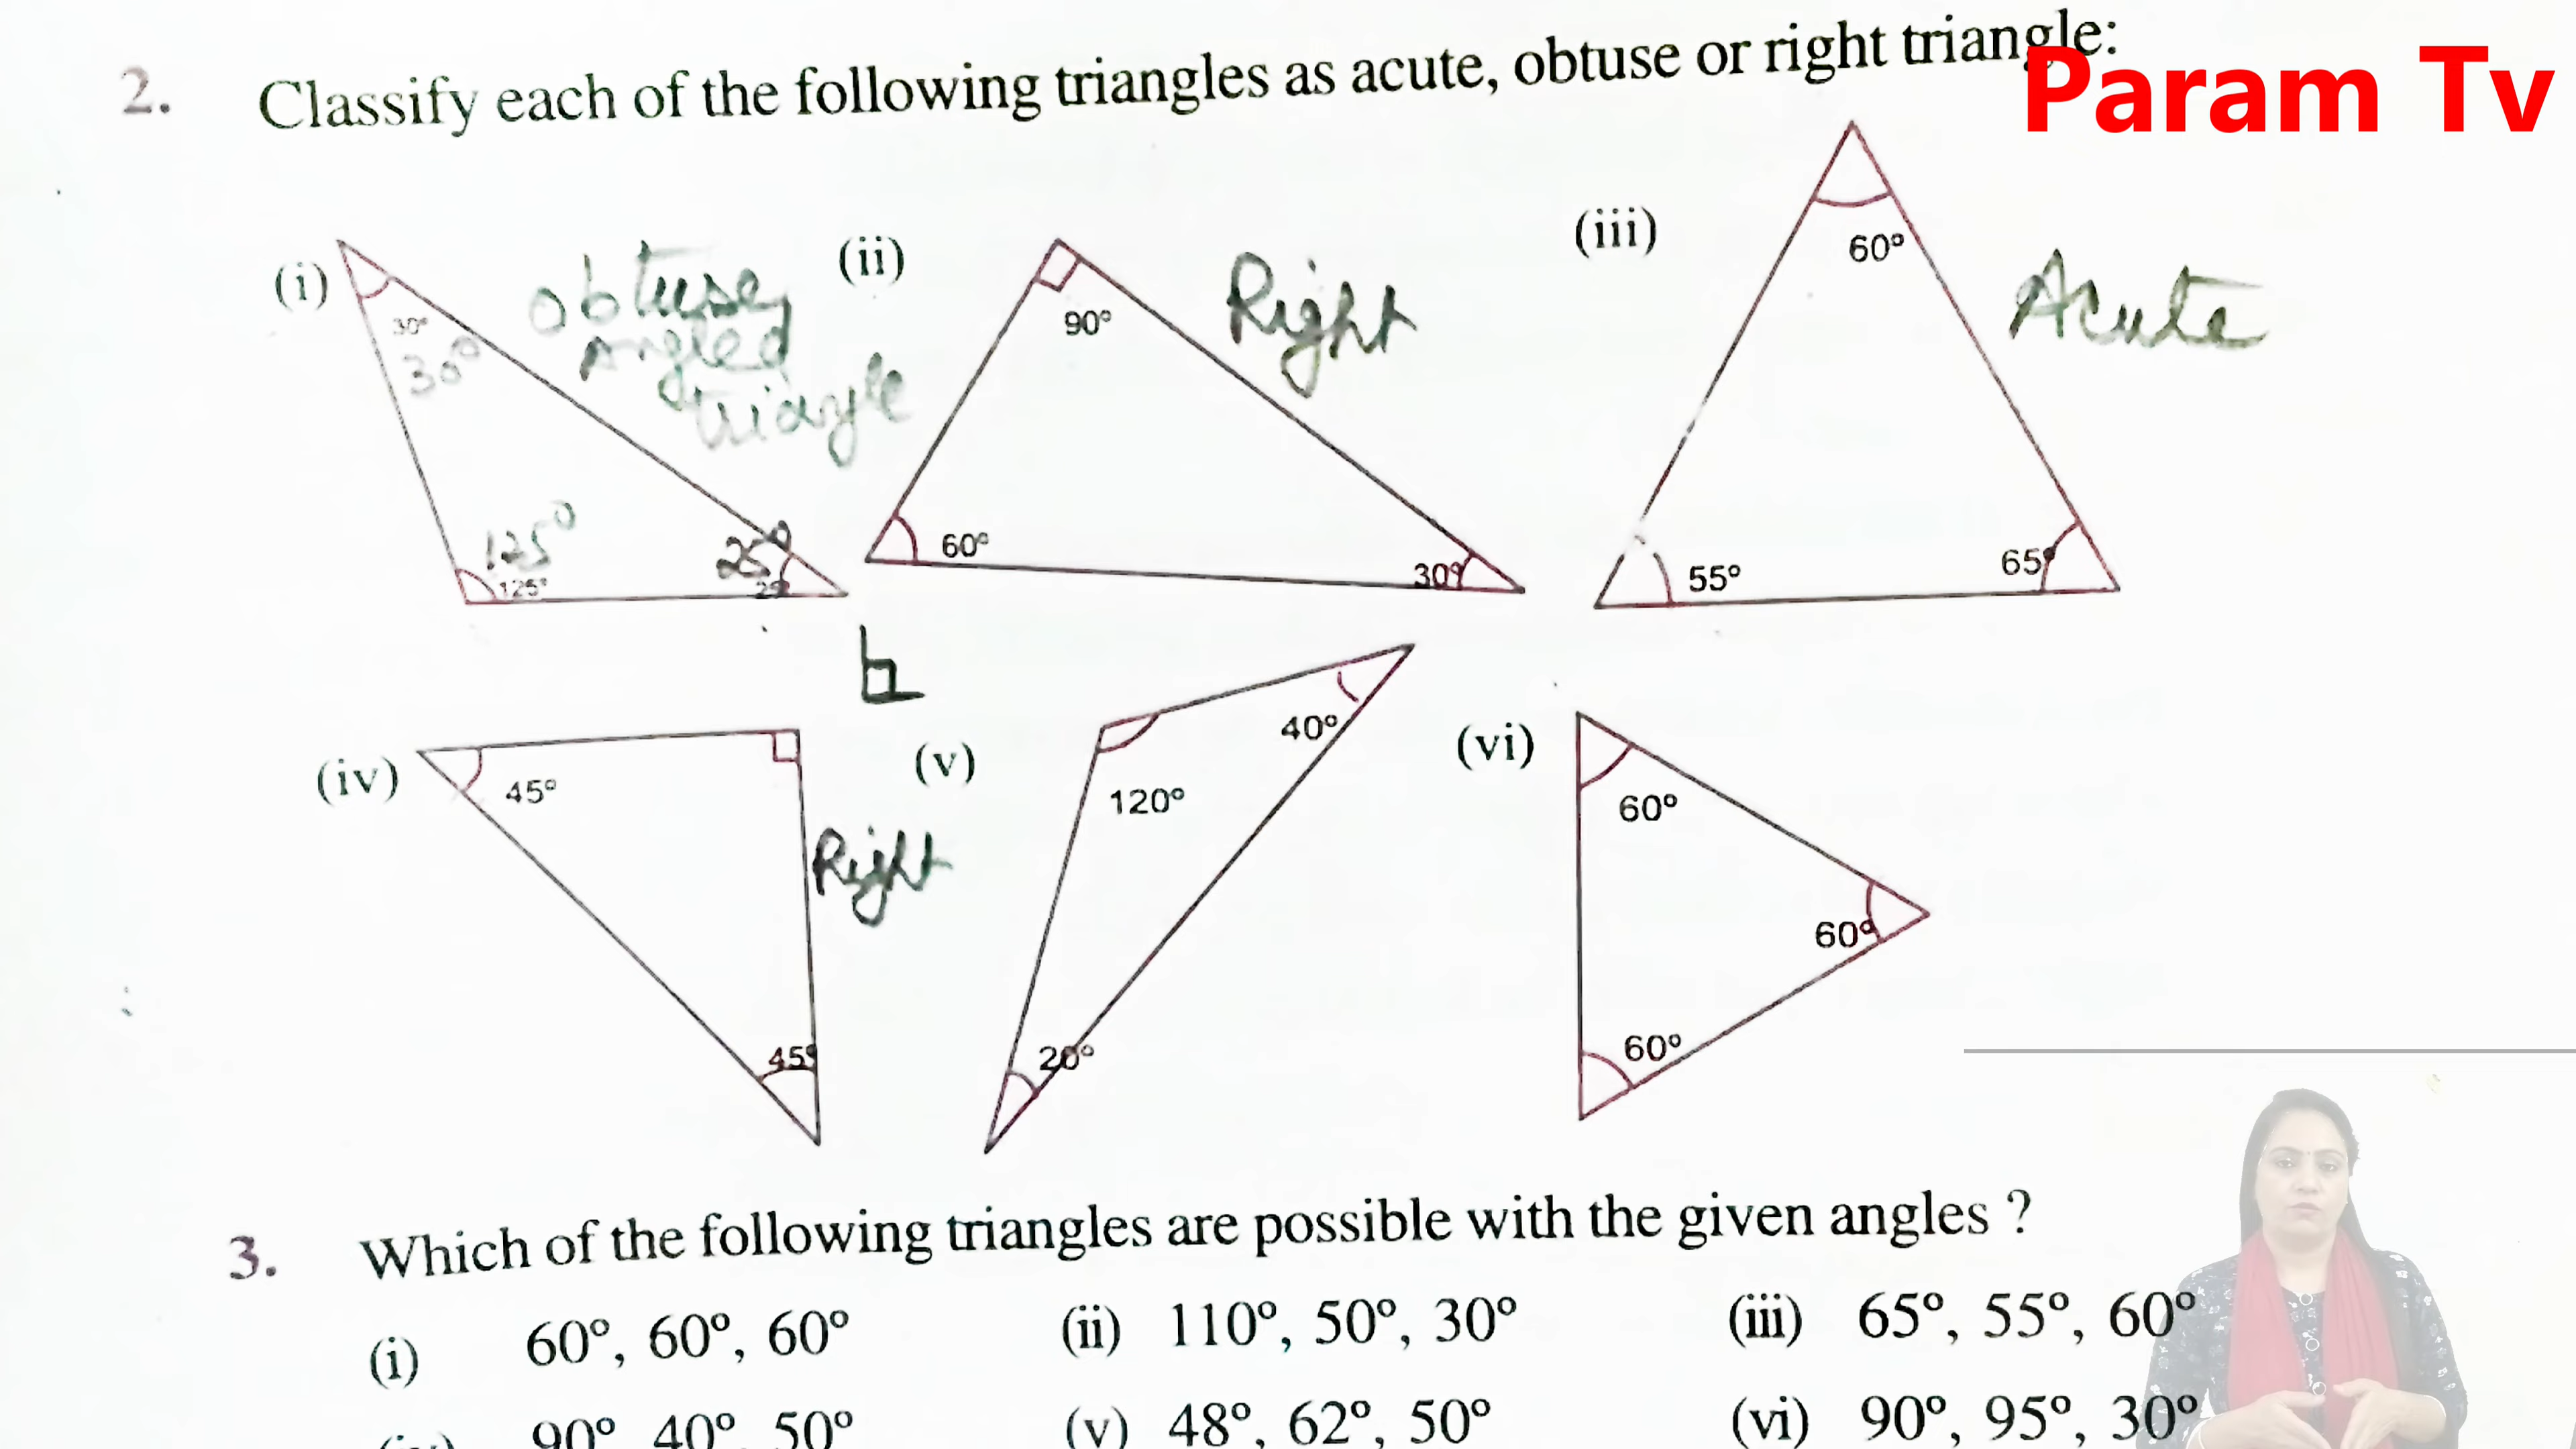 2. Classify each of the following triangles as acute, obtuse or right triangle:
Param Tv
(i)
30°
30°
125°
125°
25°
25°
obtuse
Angled
triangle
(ii)
90°
60°
30°
Right
(iii)
60°
55°
65°
Acute
(iv)
45°
45°
Right
(v)
120°
40°
20°
(vi)
60°
60°
60°
3. Which of the following triangles are possible with the given angles ?
(i) 60°, 60°, 60° (ii) 110°, 50°, 30° (iii) 65°, 55°, 60°
(iv) 90°, 40°, 50° (v) 48°, 62°, 50° (vi) 90°, 95°, 30°